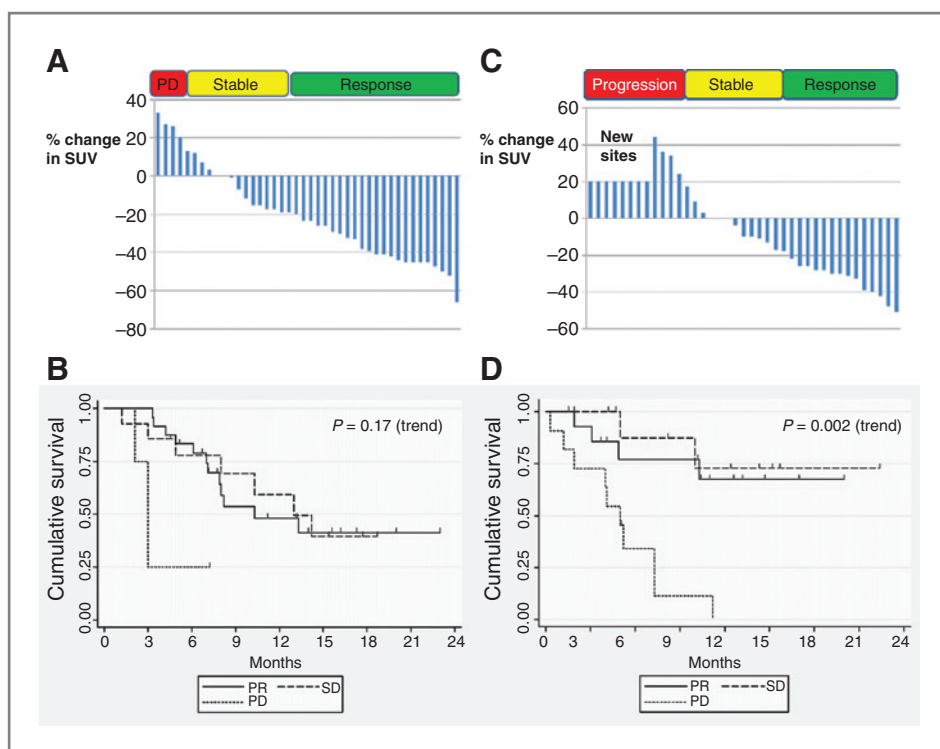 A
PD Stable Response
% change
in SUV
40
20
0
–20
–40
–60
–80
C
Progression Stable Response
% change
in SUV
New
sites
60
40
20
0
–20
–40
–60
B
P = 0.17 (trend)
Cumulative survival
1.00
0.75
0.50
0.25
0.00
0 3 6 9 12 13 18 21 24
Months
PR SD
PD
D
P = 0.002 (trend)
Cumulative survival
1.00
0.75
0.50
0.25
0.00
0 3 6 6 12 15 18 21 24
Months
PR SD
PD